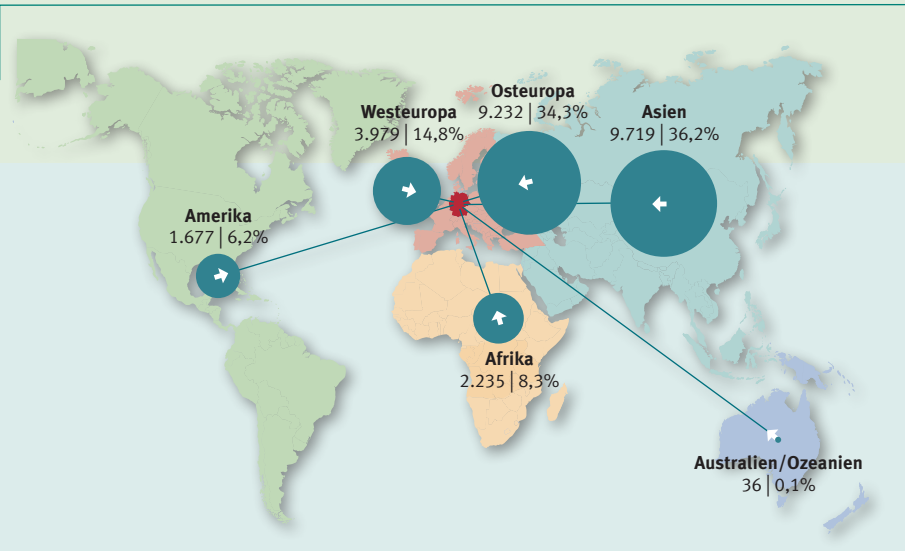 Osteuropa
9.232 | 34,3%
Westeuropa
3.979 | 14,8%
Asien
9.719 | 36,2%
Amerika
1.677 | 6,2%
Afrika
2.235 | 8,3%
Australien/Ozeanien
36 | 0,1%